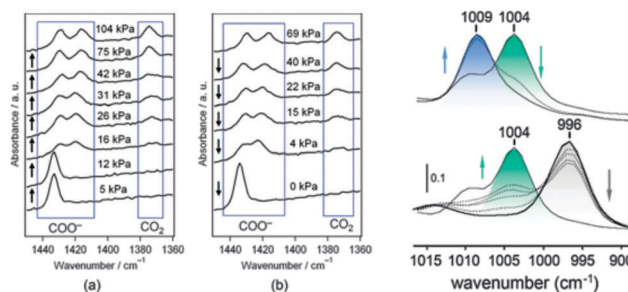 Absorbance / a. u.
104 kPa
75 kPa
42 kPa
31 kPa
26 kPa
16 kPa
12 kPa
5 kPa
1440 1420 1400 1380 1360
COO⁻ CO₂
Wavenumber / cm⁻¹
(a)
Absorbance / a. u.
69 kPa
40 kPa
22 kPa
15 kPa
4 kPa
0 kPa
1440 1420 1400 1380 1360
COO⁻ CO₂
Wavenumber / cm⁻¹
(b)
1009 1004
1004 996
0.1
1015 1010 1005 1000 995 900
wavenumber (cm⁻¹)